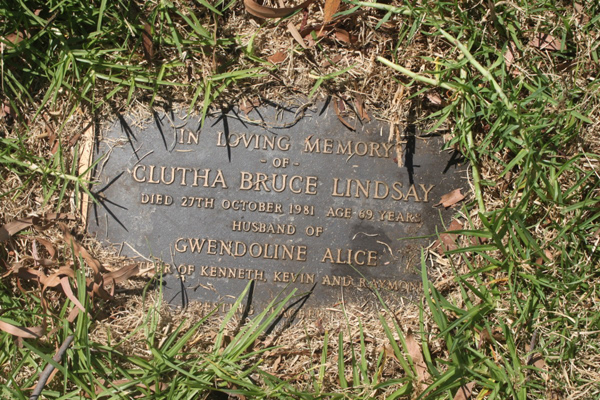 IN LOVING MEMORY
- OF -
CLUTHA BRUCE LINDSAY
DIED 27TH OCTOBER 1981 AGE 69 YEARS
HUSBAND OF
GWENDOLINE ALICE
R OF KENNETH, KEVIN AND RAYMON